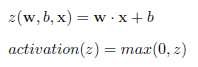 z(w, b, x) = w · x + b
activation(z) = max(0, z)